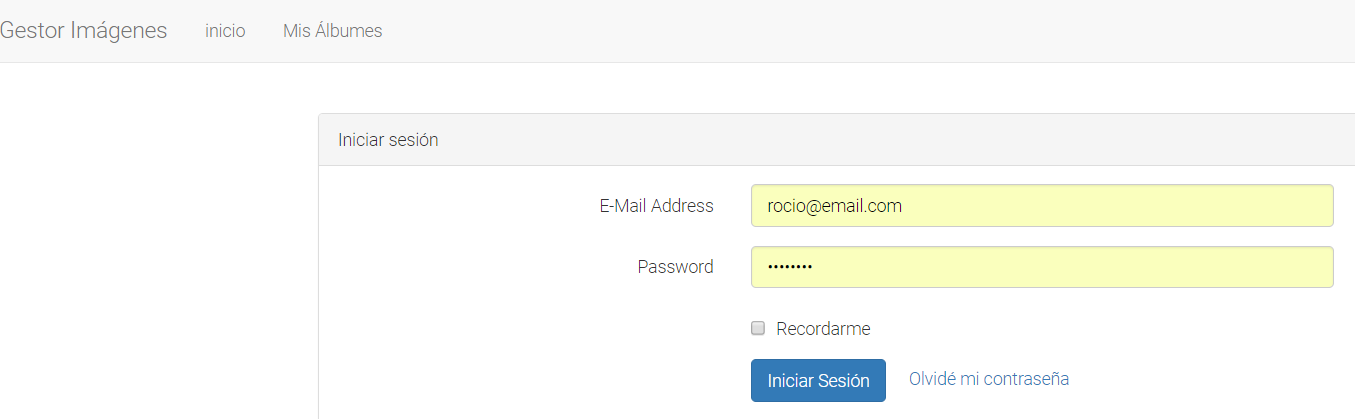 Gestor Imágenes inicio Mis Álbumes
Iniciar sesión
E-Mail Address rocio@email.com
Password ••••••••
Recordarme
Iniciar Sesión Olvidé mi contraseña